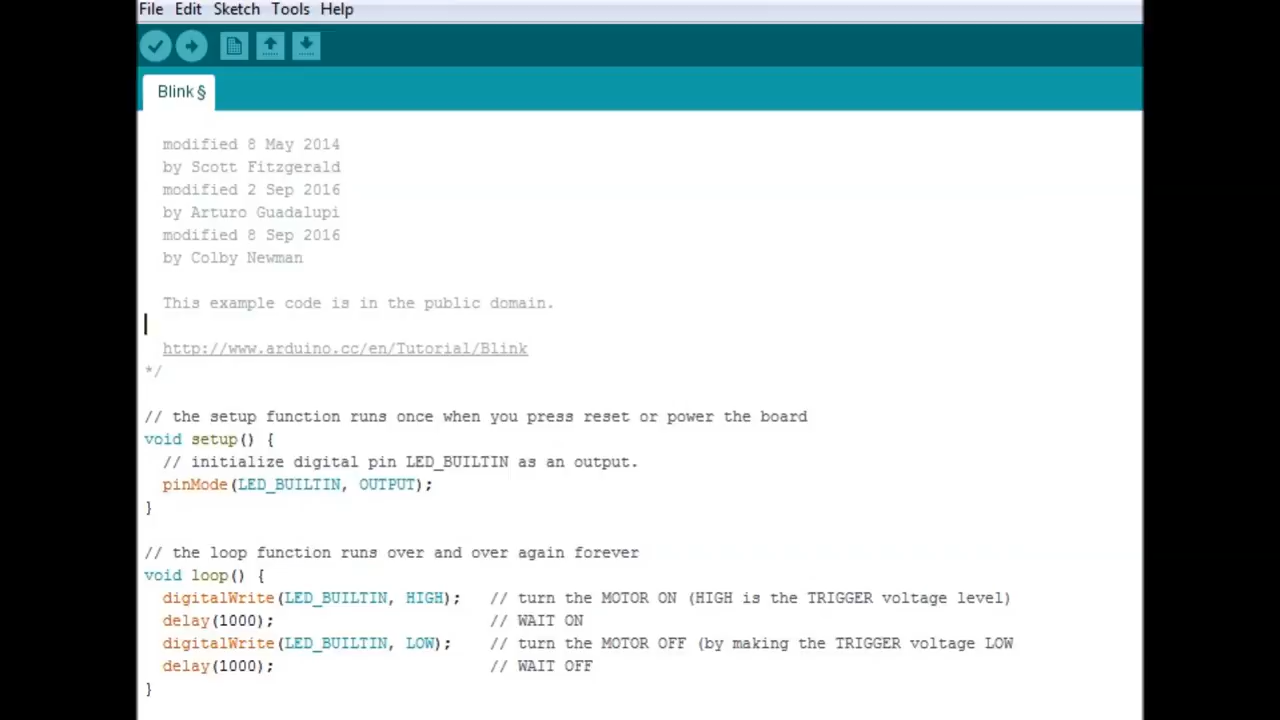 File Edit Sketch Tools Help
Blink §
modified 8 May 2014
by Scott Fitzgerald
modified 2 Sep 2016
by Arturo Guadalupi
modified 8 Sep 2016
by Colby Newman
This example code is in the public domain.
http://www.arduino.cc/en/Tutorial/Blink
*/
// the setup function runs once when you press reset or power the board
void setup() {
// initialize digital pin LED_BUILTIN as an output.
pinMode(LED_BUILTIN, OUTPUT);
}
// the loop function runs over and over again forever
void loop() {
digitalWrite(LED_BUILTIN, HIGH); // turn the MOTOR ON (HIGH is the TRIGGER voltage level)
delay(1000); // WAIT ON
digitalWrite(LED_BUILTIN, LOW); // turn the MOTOR OFF (by making the TRIGGER voltage LOW
delay(1000); // WAIT OFF
}